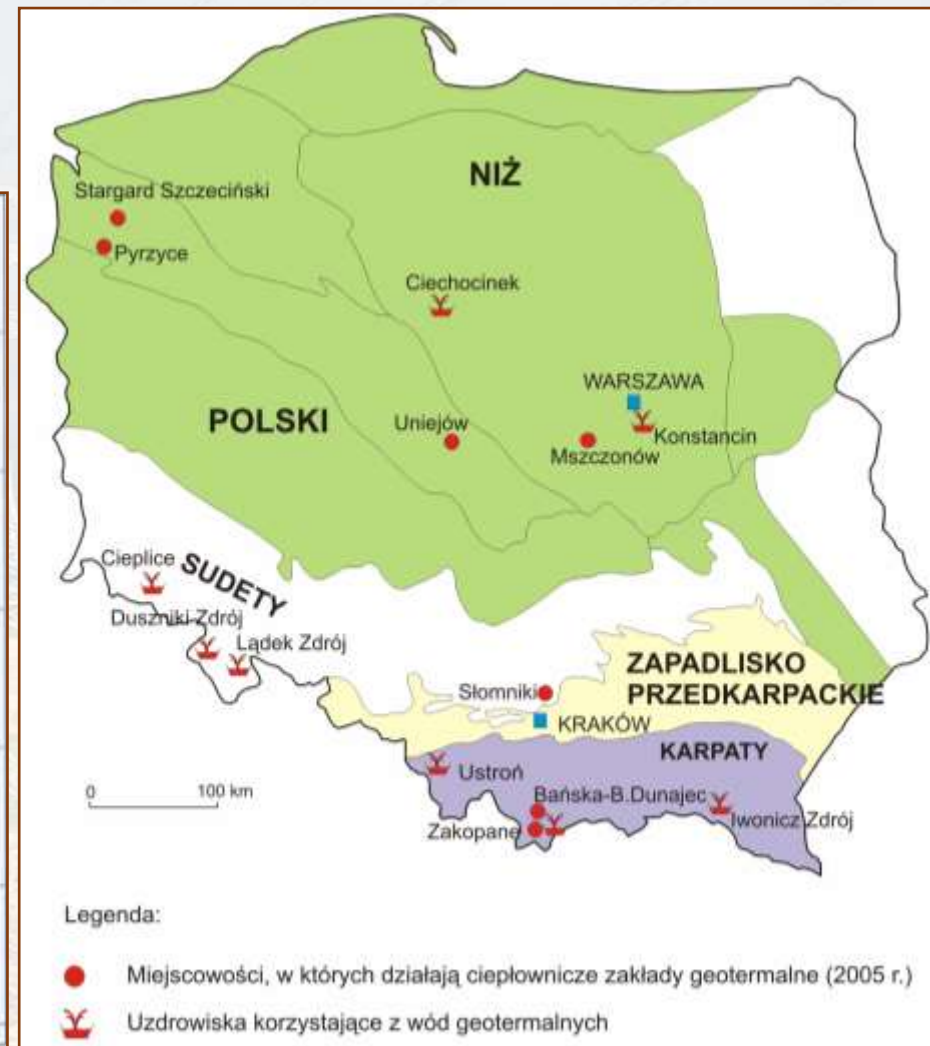 NIŻ
Stargard Szczeciński
Pyrzyce
Ciechocinek
WARSZAWA
POLSKI
Uniejów
Konstancin
Mszczonów
Cieplice
SUDETY
Duszniki Zdrój
Lądek Zdrój
ZAPADLISKO
PRZEDKARPACKIE
Słomniki
KRAKÓW
KARPATY
Ustroń
0 100 km
Bańska-B.Dunajec
Iwonicz Zdrój
Zakopane
Legenda:
Miejscowości, w których działają ciepłownicze zakłady geotermalne (2005 r.)
Uzdrowiska korzystające z wód geotermalnych